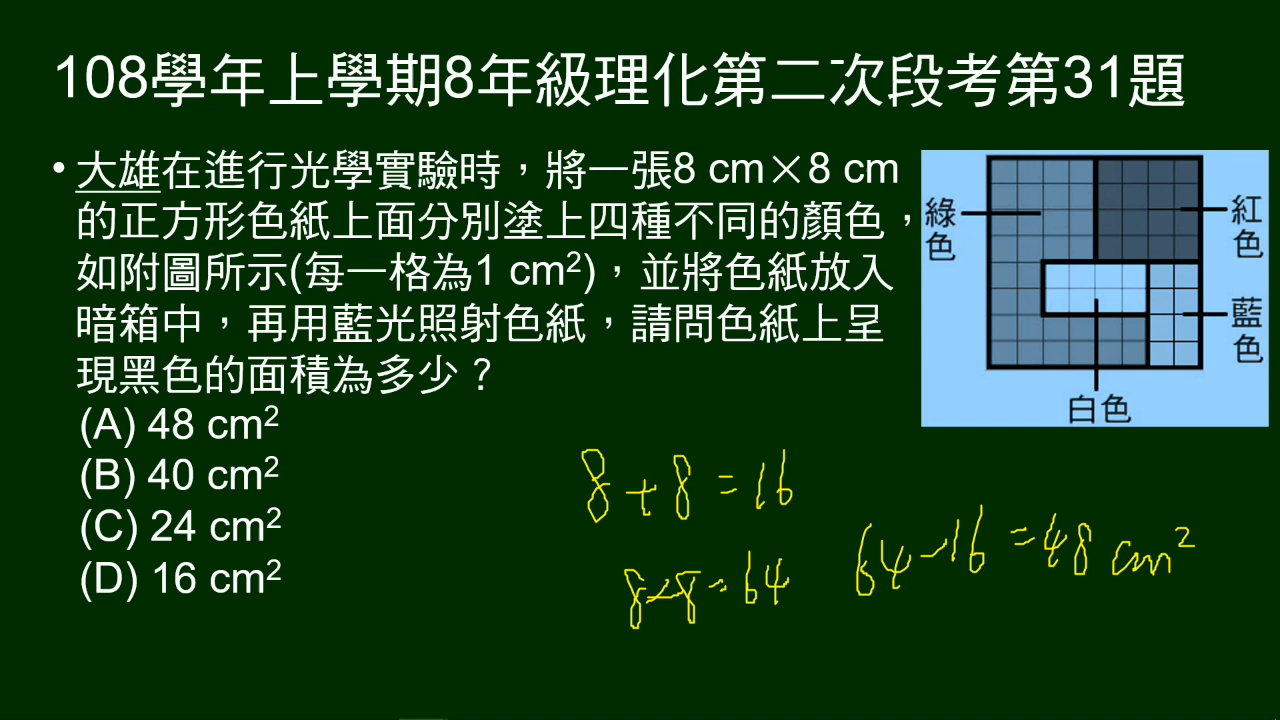 108學年上學期8年級理化第二次段考第31題
•大雄在進行光學實驗時，將一張8 cm×8 cm
的正方形色紙上面分別塗上四種不同的顏色，
如附圖所示(每一格為1 cm²)，並將色紙放入
暗箱中，再用藍光照射色紙，請問色紙上呈
現黑色的面積為多少？
(A) 48 cm²
(B) 40 cm²
(C) 24 cm²
(D) 16 cm²
綠色
紅色
藍色
白色
8+8=16
8×8=64
64-16=48 cm²